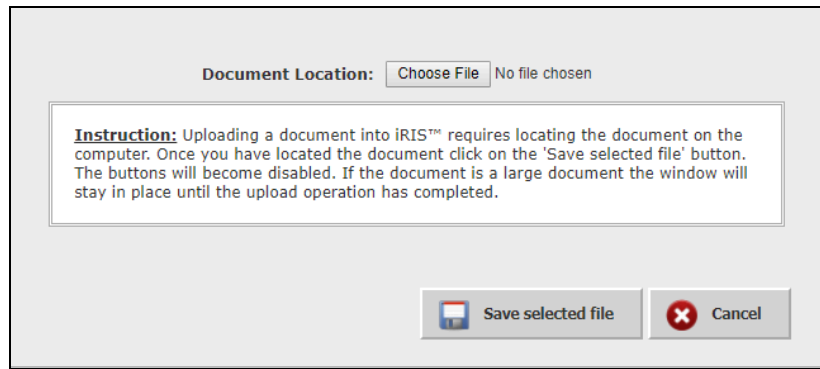 Document Location: Choose File No file chosen
Instruction: Uploading a document into iRIS™ requires locating the document on the
computer. Once you have located the document click on the 'Save selected file' button.
The buttons will become disabled. If the document is a large document the window will
stay in place until the upload operation has completed.
Save selected file Cancel